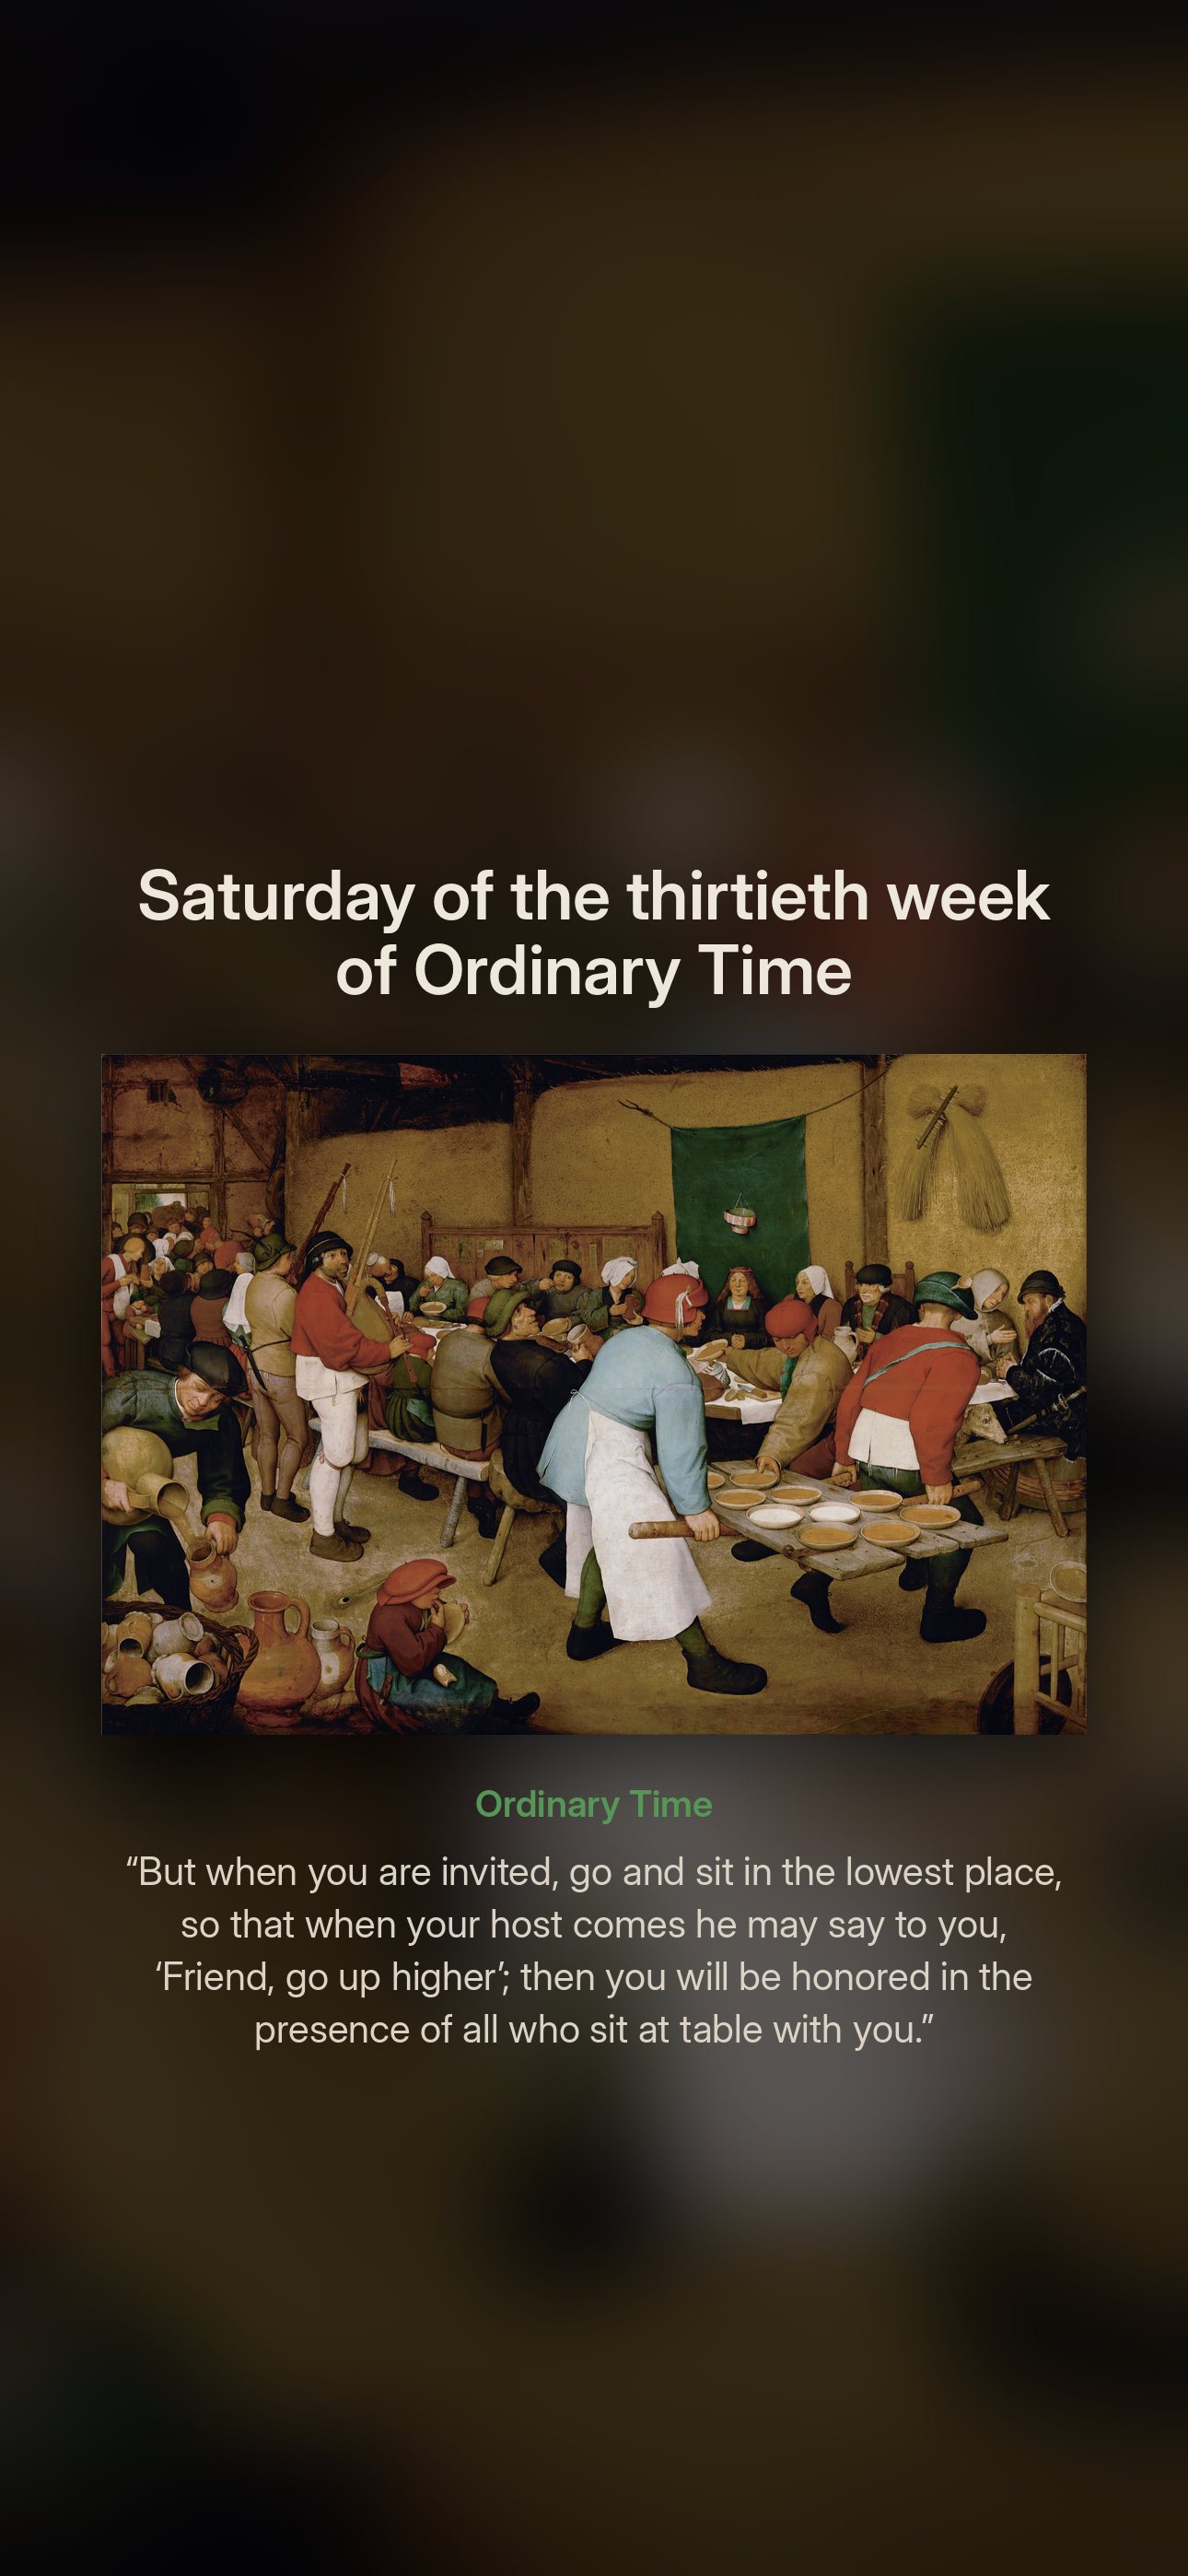 Saturday of the thirtieth week
of Ordinary Time
Ordinary Time
“But when you are invited, go and sit in the lowest place,
so that when your host comes he may say to you,
‘Friend, go up higher’; then you will be honored in the
presence of all who sit at table with you.”